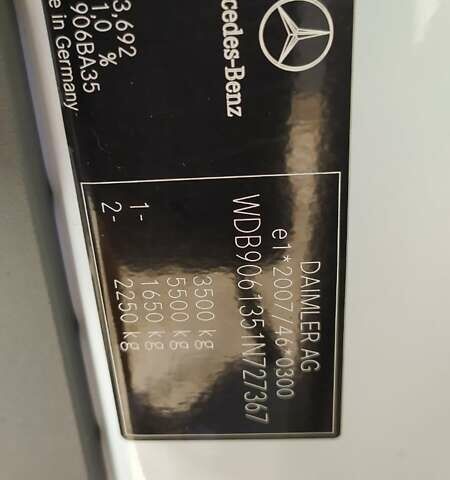 DAIMLER AG
e1*2007/46*0300
WDB9061351N727367
3500 kg
5500 kg
1- 1650 kg
2- 2250 kg
Mercedes-Benz
3,692
1,0 %
906BA35
in Germany